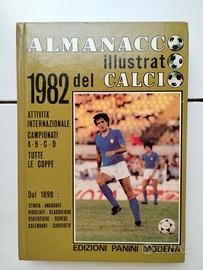 ALMANACCO
illustrato
1982 del CALCIO
ATTIVITÀ
INTERNAZIONALE
CAMPIONATI
A-B-C-D
TUTTE
LE COPPE
Dal 1898:
STORIA - ANAGRAFE
RISULTATI - CLASSIFICHE
STATISTICHE - SCHEDE
CALENDARI - CURIOSITÀ
EDIZIONI PANINI MODENA